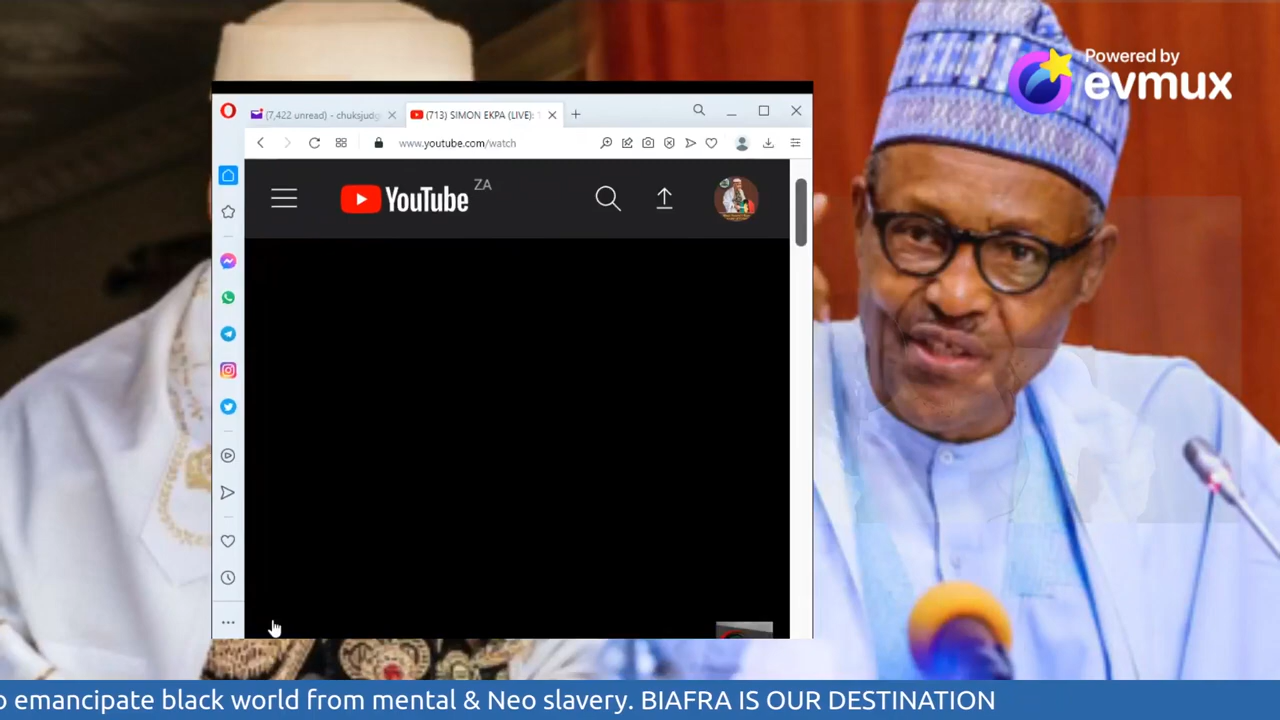 Powered by
evmux
(7,422 unread) - chuksjudg
(713) SIMON EKPA (LIVE):
www.youtube.com/watch
YouTube ZA
emancipate black world from mental & Neo slavery. BIAFRA IS OUR DESTINATION